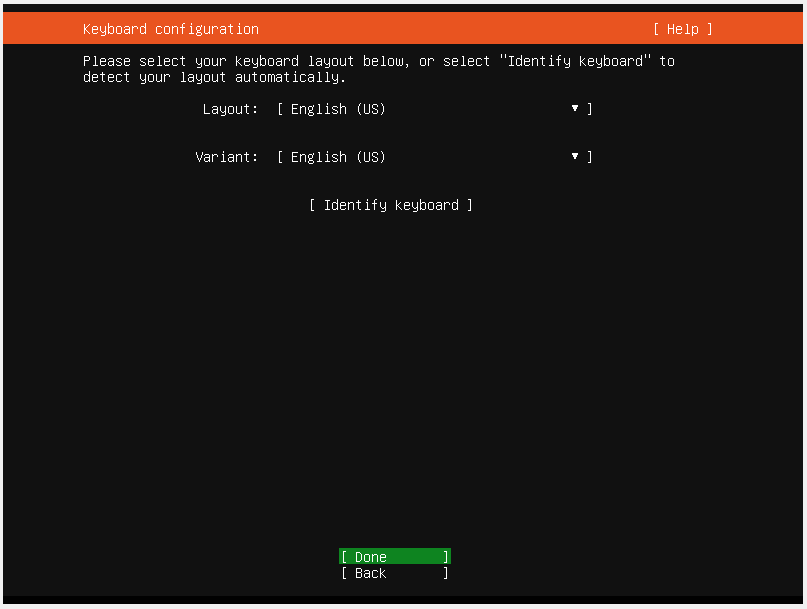 Keyboard configuration [ Help ]
Please select your keyboard layout below, or select "Identify keyboard" to
detect your layout automatically.
Layout: [ English (US) ▾ ]
Variant: [ English (US) ▾ ]
[ Identify keyboard ]
[ Done ]
[ Back ]